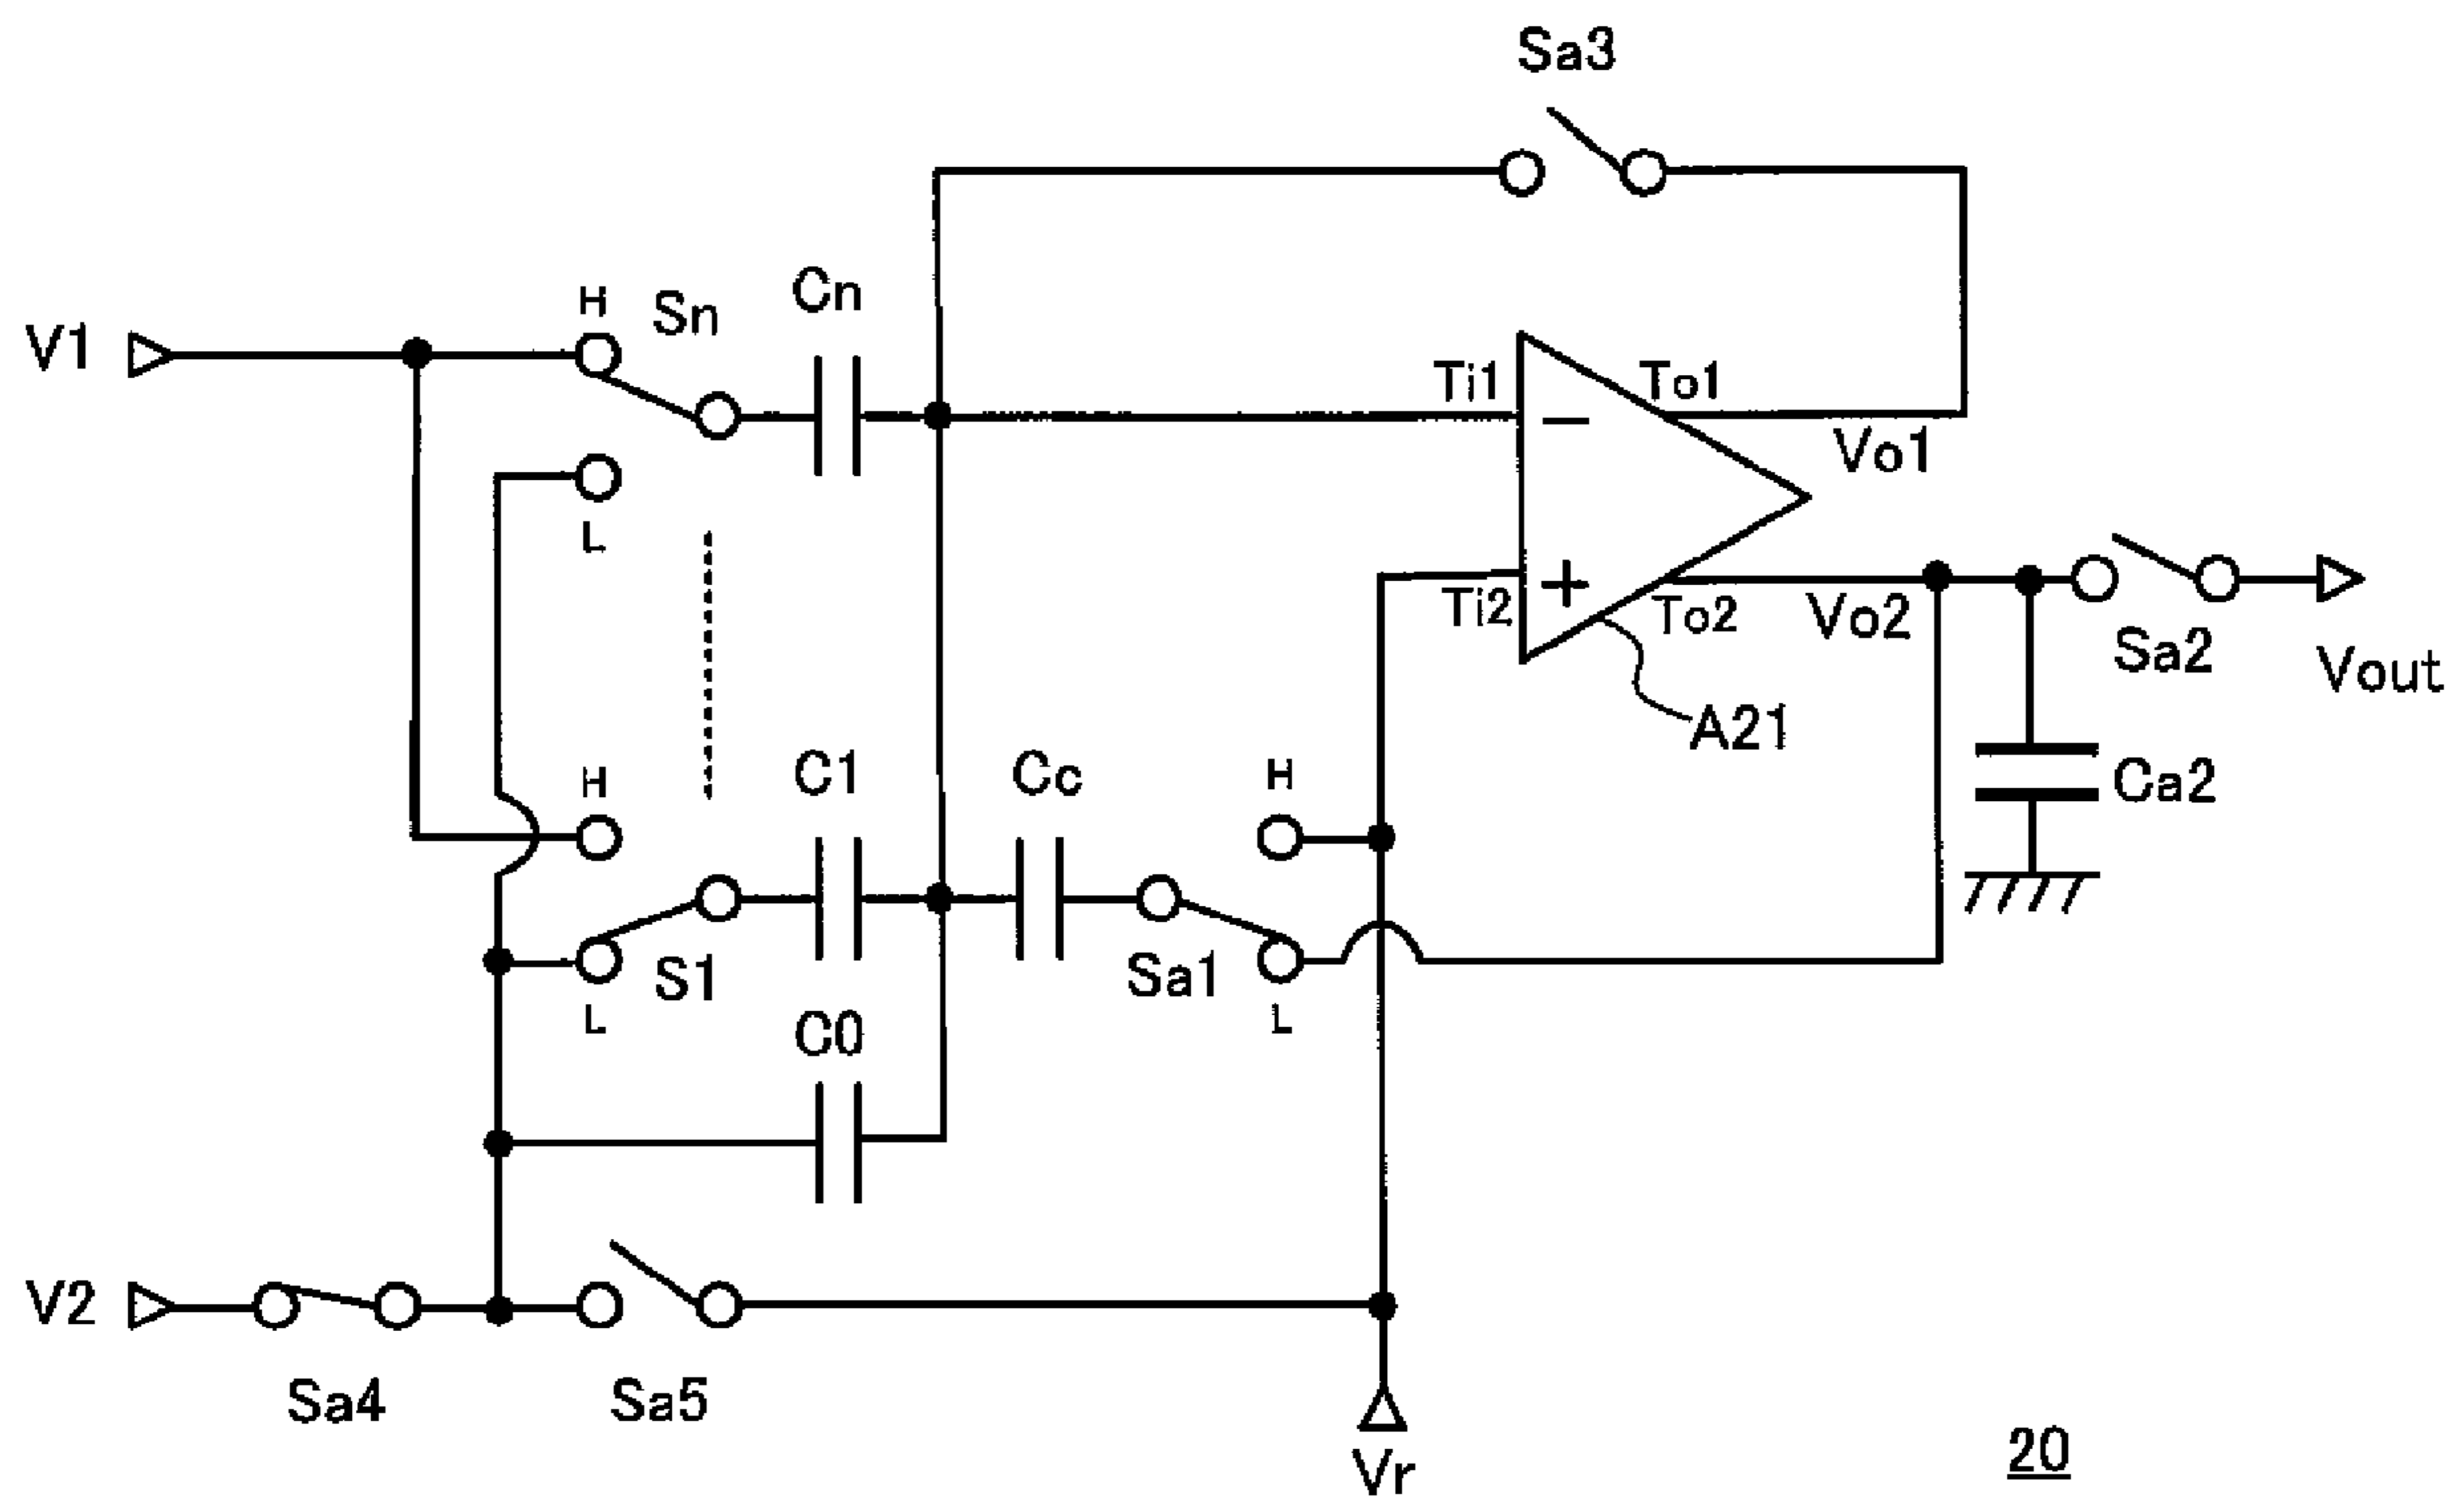 Sa3
H
Sn
Cn
V1
Ti1
To1
L
Vo1
Ti2
To2
Vo2
Sa2
Vout
A21
H
C1
Cc
H
Ca2
S1
Sa1
L
L
C0
V2
Sa4
Sa5
Vr
20